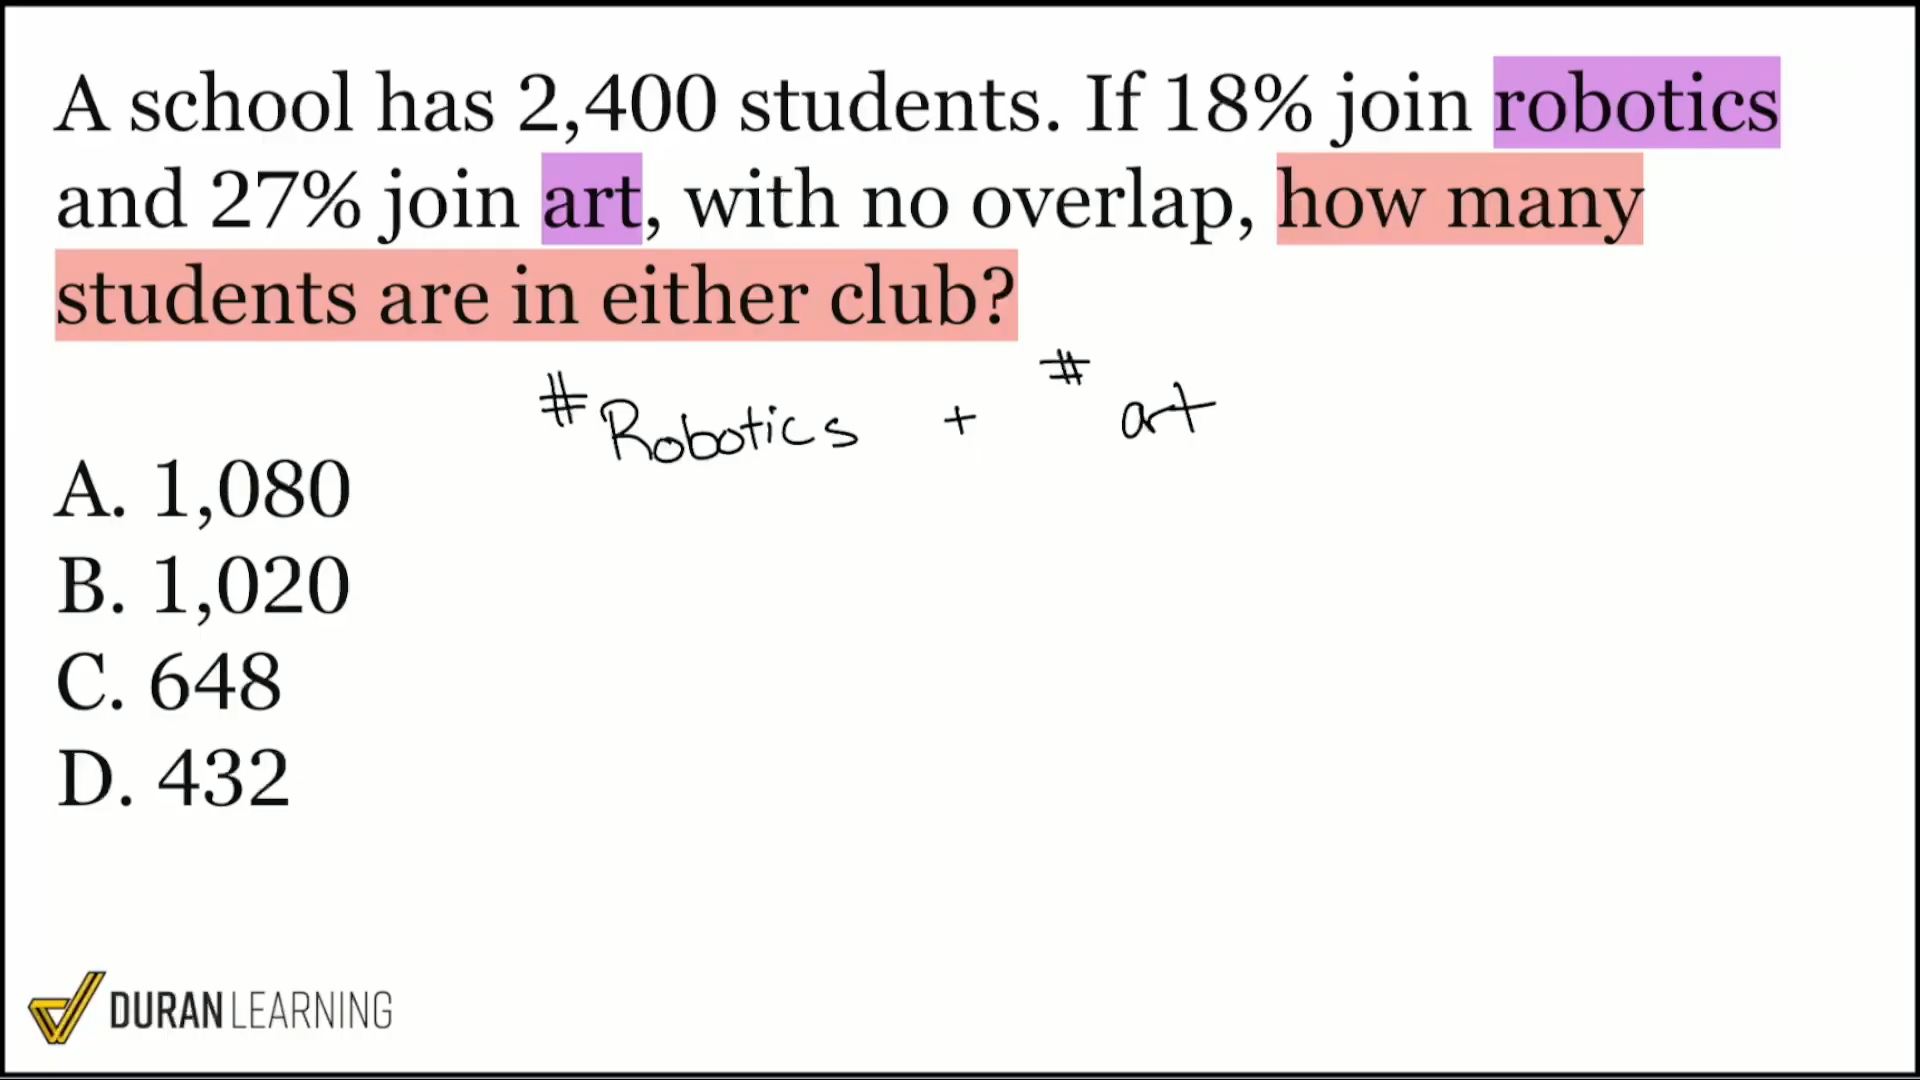 A school has 2,400 students. If 18% join robotics
and 27% join art, with no overlap, how many
students are in either club?
# Robotics + # art
A. 1,080
B. 1,020
C. 648
D. 432
DURAN LEARNING